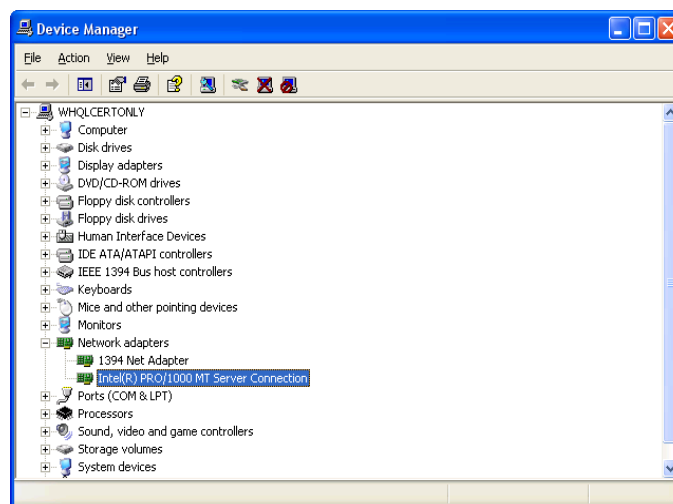 Device Manager
File Action View Help
WHQLCERTONLY
Computer
Disk drives
Display adapters
DVD/CD-ROM drives
Floppy disk controllers
Floppy disk drives
Human Interface Devices
IDE ATA/ATAPI controllers
IEEE 1394 Bus host controllers
Keyboards
Mice and other pointing devices
Monitors
Network adapters
1394 Net Adapter
Intel(R) PRO/1000 MT Server Connection
Ports (COM & LPT)
Processors
Sound, video and game controllers
Storage volumes
System devices